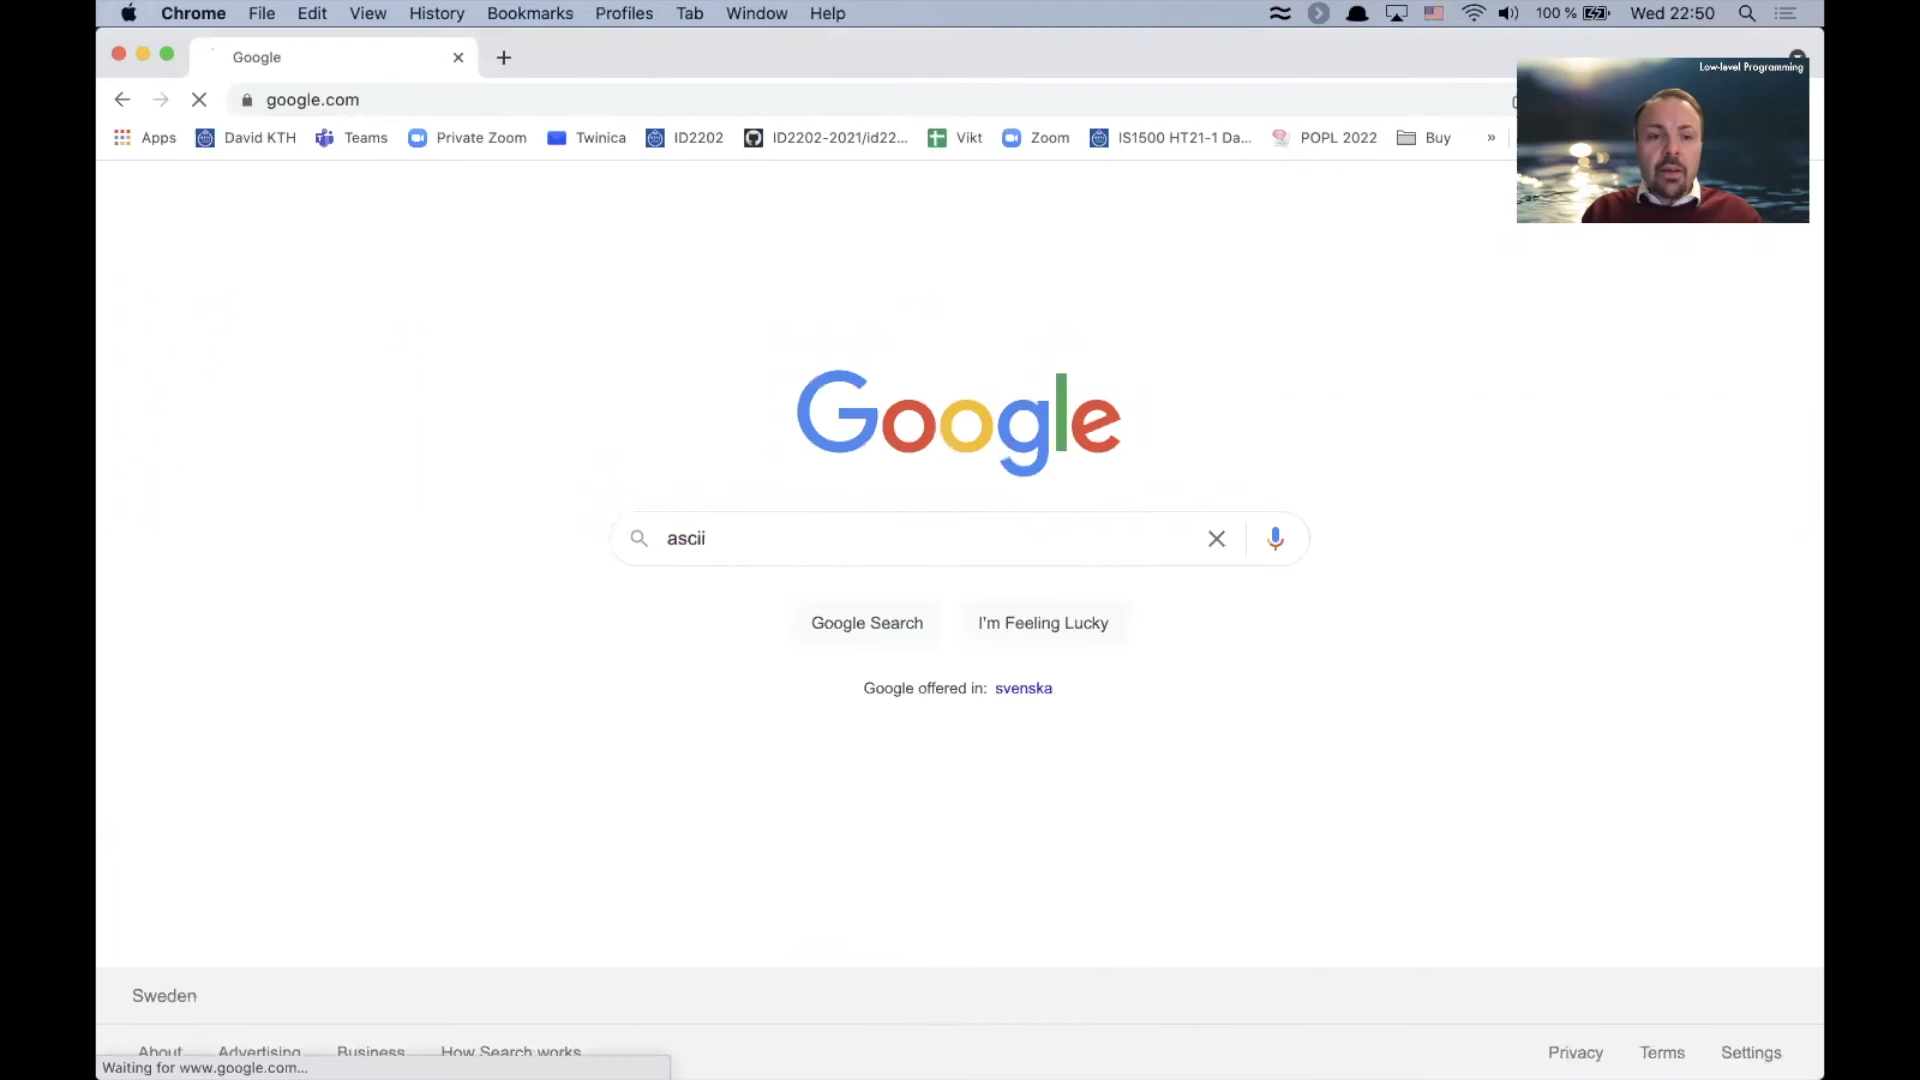 Chrome File Edit View History Bookmarks Profiles Tab Window Help 100 % Wed 22:50
Google
google.com
Low-level Programming
Apps David KTH Teams Private Zoom Twinica ID2202 ID2202-2021/id22... Vikt Zoom IS1500 HT21-1 Da... POPL 2022 Buy »
Google
ascii
Google Search I'm Feeling Lucky
Google offered in: svenska
Sweden
About Advertising Business How Search works Privacy Terms Settings
Waiting for www.google.com...